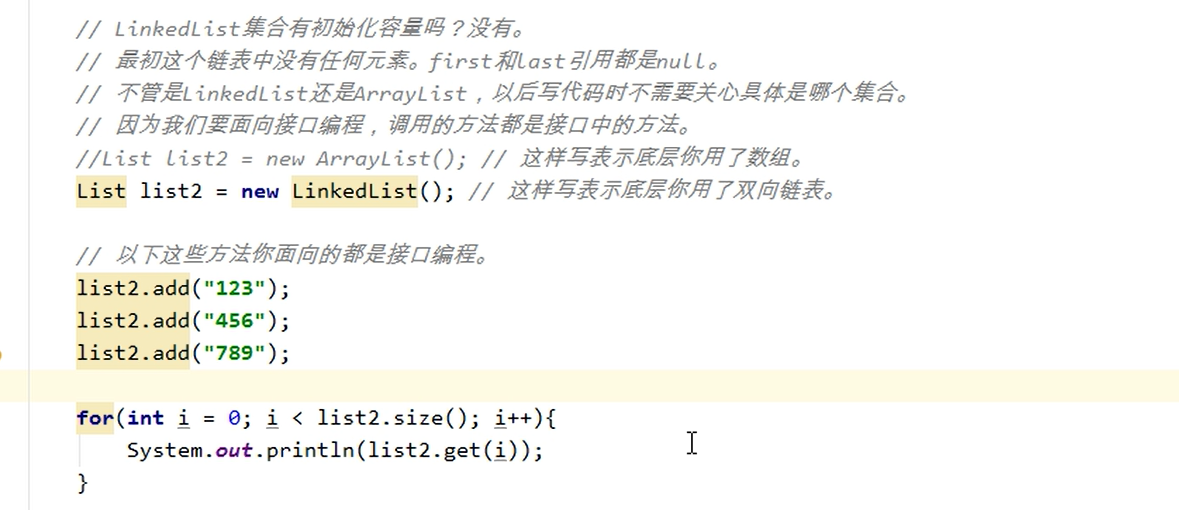 // LinkedList集合有初始化容量吗？没有。
// 最初这个链表中没有任何元素。first和last引用都是null。
// 不管是LinkedList还是ArrayList，以后写代码时不需要关心具体是哪个集合。
// 因为我们要面向接口编程，调用的方法都是接口中的方法。
//List list2 = new ArrayList(); // 这样写表示底层你用了数组。
List list2 = new LinkedList(); // 这样写表示底层你用了双向链表。
// 以下这些方法你面向的都是接口编程。
list2.add("123");
list2.add("456");
list2.add("789");
for(int i = 0; i < list2.size(); i++){
System.out.println(list2.get(i));
}